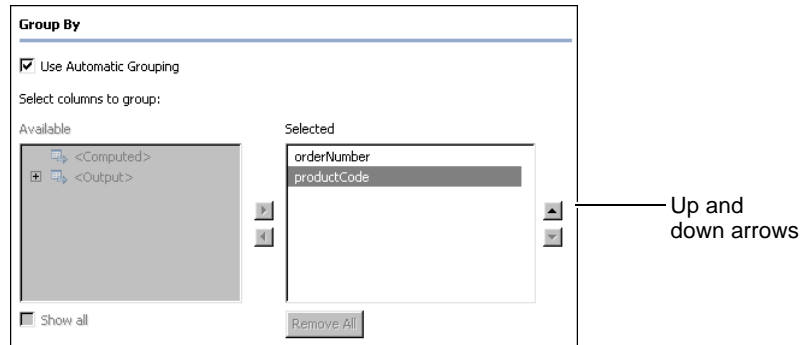 Group By
Use Automatic Grouping
Select columns to group:
Available
Selected
<Computed>
<Output>
orderNumber
productCode
Up and
down arrows
Show all
Remove All